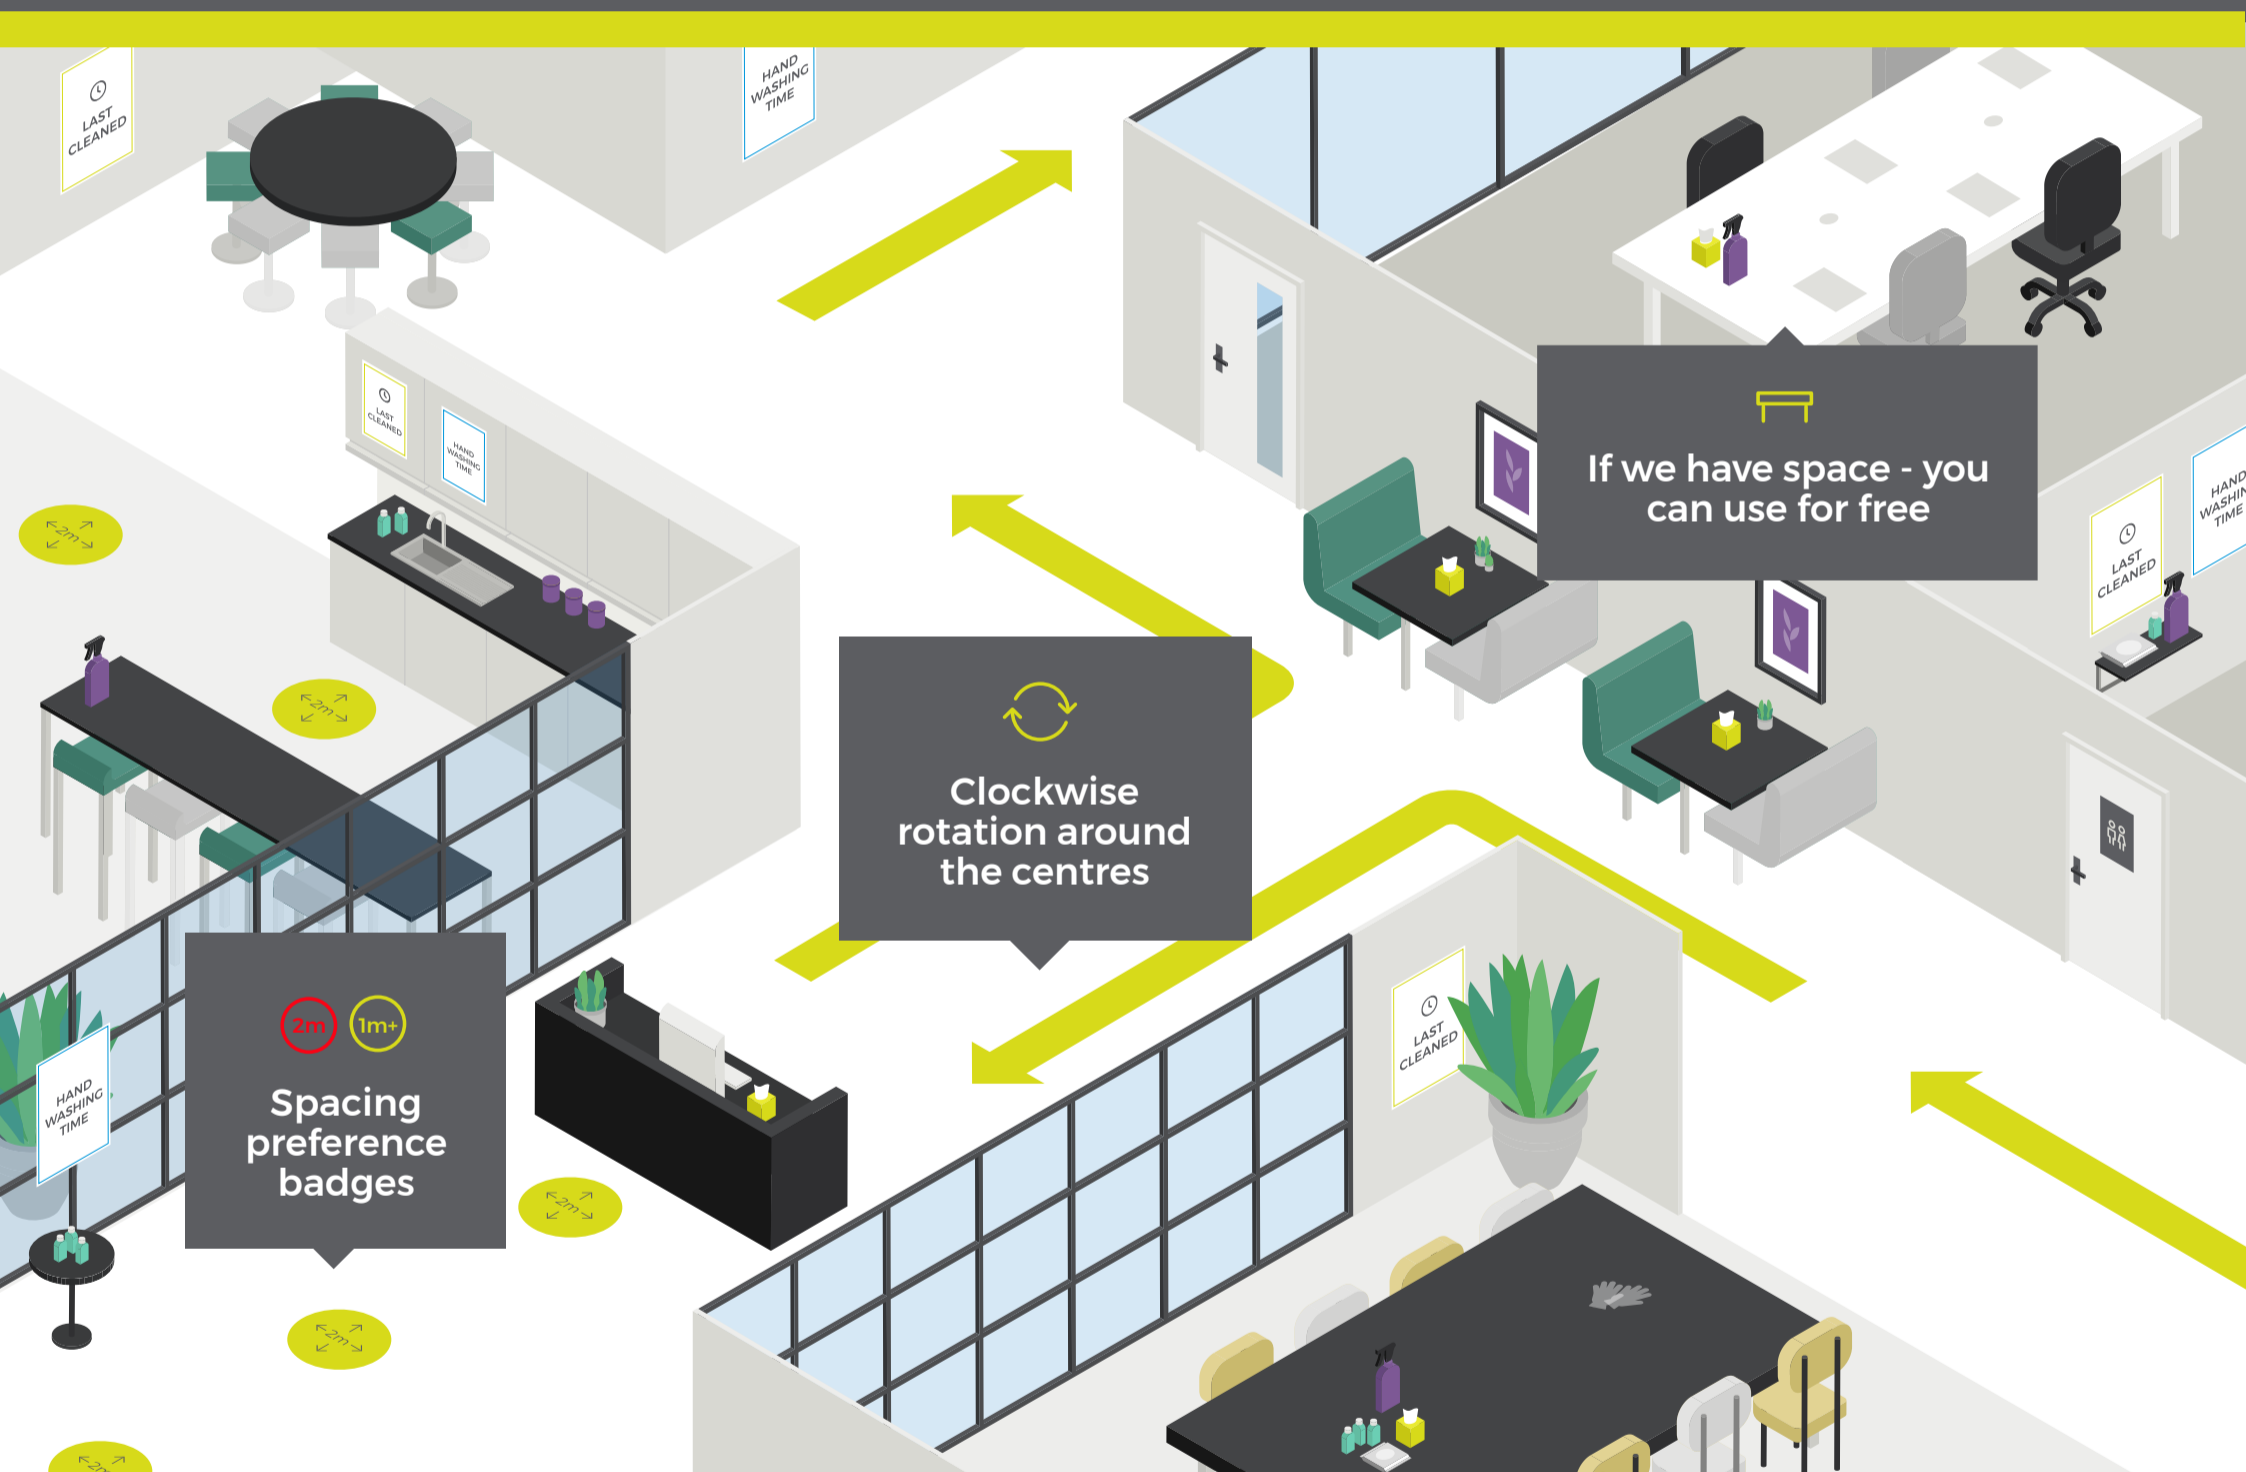 LAST
CLEANED
HAND
WASHING
TIME
LAST
CLEANED
HAND
WASHING
TIME
If we have space - you
can use for free
HAND
WASHIN
TIME
LAST
CLEANED
2m
2m
Clockwise
rotation around
the centres
2m 1m+
Spacing
preference
badges
HAND
WASHING
TIME
LAST
CLEANED
2m
2m
2m